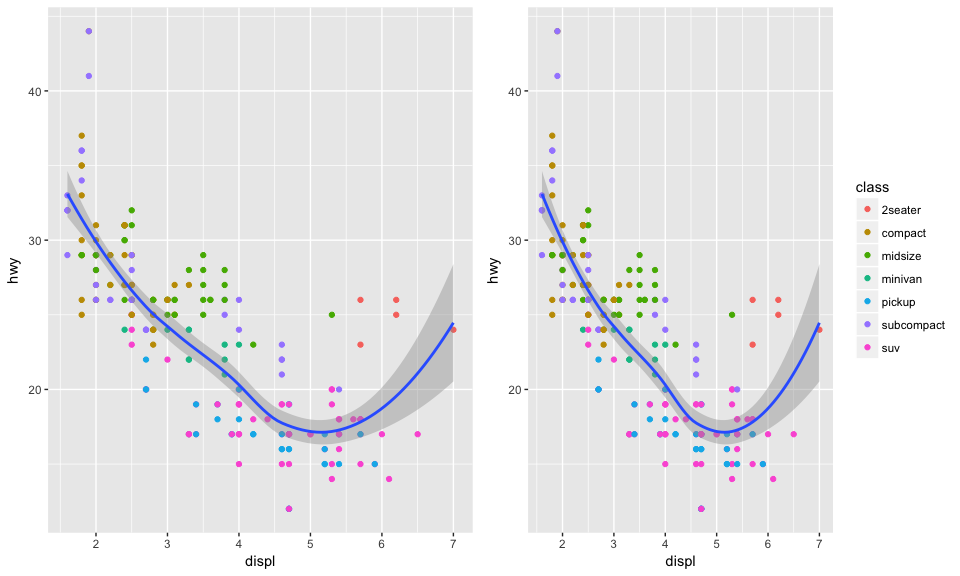 hwy
40
30
20
2 3 4 5 6 7
displ
hwy
40
30
20
2 3 4 5 6 7
displ
class
2seater
compact
midsize
minivan
pickup
subcompact
suv